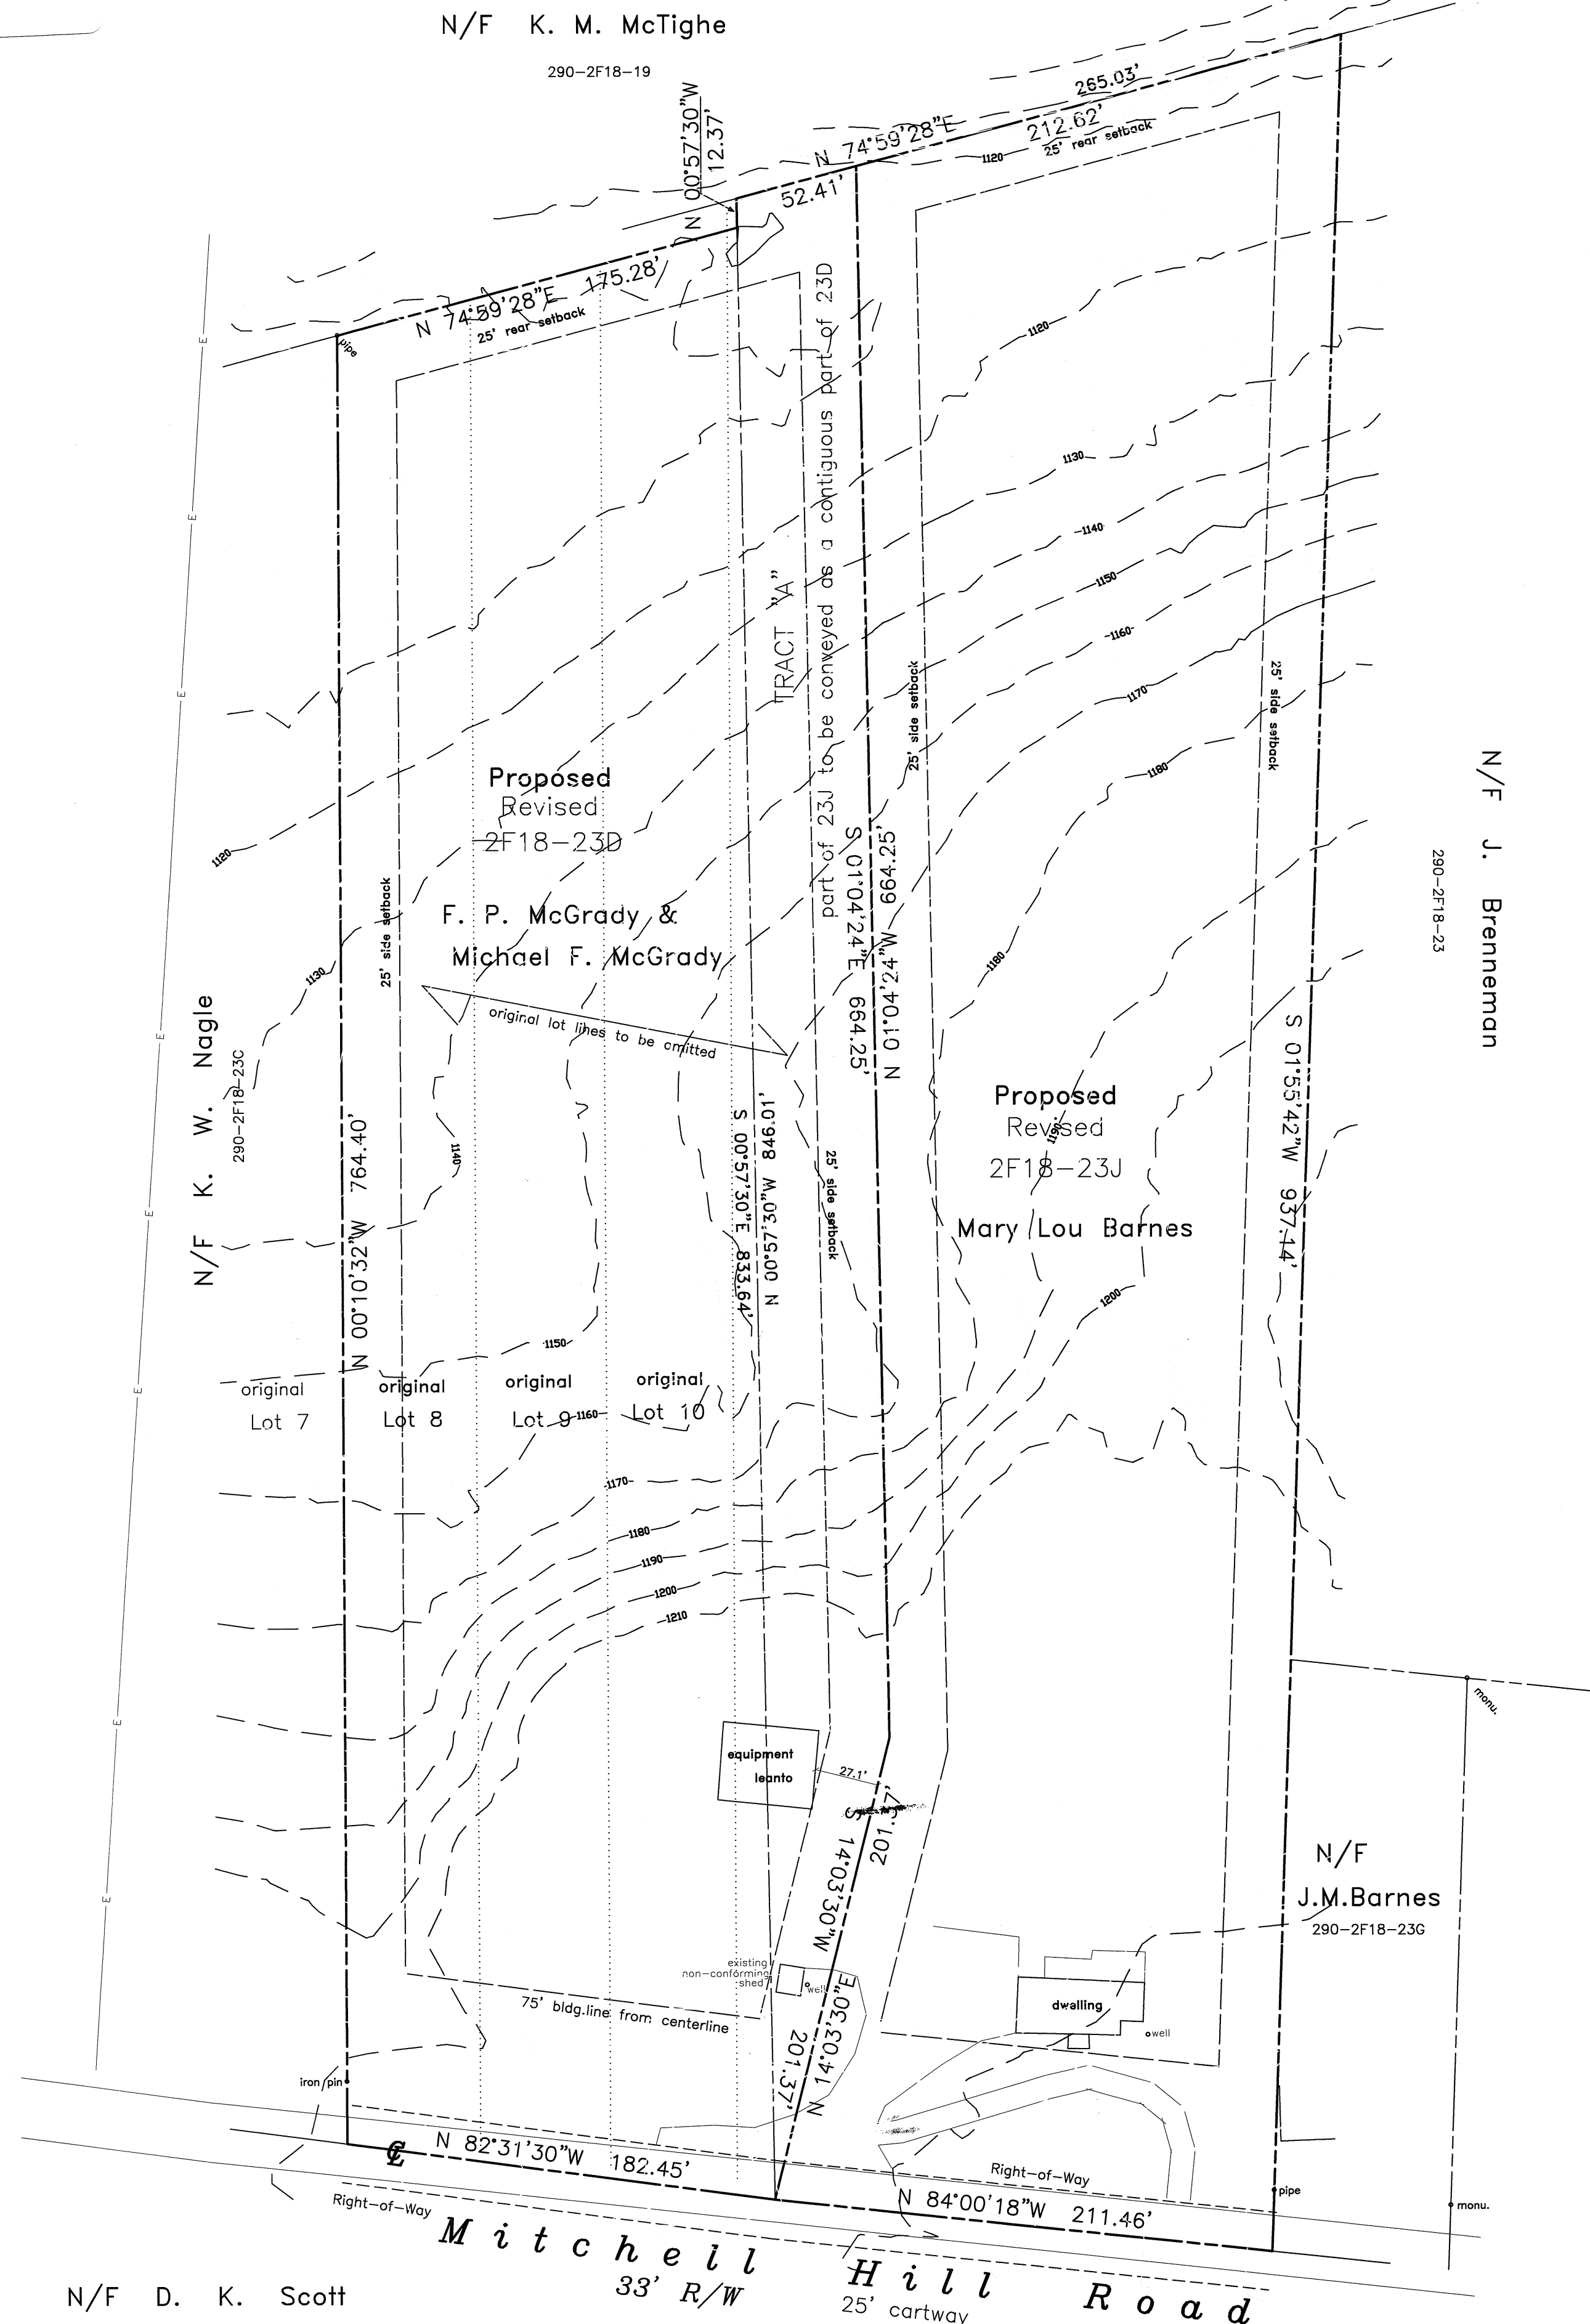 N/F K. M. McTighe
290-2F18-19
N 00°57'30"W
12.37'
265.03'
N 74°59'28"E
212.62'
25' rear setback
52.41'
1120
N 74°59'28"E 175.28'
25' rear setback
pipe
1120
1130
1140
1150
1160
1170
1180
1180
1190
1200
TRACT "A"
part of 23J to be conveyed as a contiguous part of 23D
25' side setback
25' side setback
Proposed
Revised
2F18-23D
F. P. McGrady &
Michael F. McGrady
original lot lines to be omitted
1120
1130
25' side setback
N/F K. W. Nagle
290-2F18-23C
N 00°10'32"W 764.40'
1140
S 01°04'24"E 664.25'
N 01°04'24"W 664.25'
S 00°57'30"E 833.64'
N 00°57'30"W 846.01'
25' side setback
Proposed
Revised
2F18-23J
Mary Lou Barnes
S 01°55'42"W 937.14'
N/F J. Brenneman
290-2F18-23
1150
original
Lot 7
original
Lot 8
original
Lot 9
original
Lot 10
1160
1170
1180
1190
1200
1210
E
E
E
E
E
E
E
E
E
equipment
leanto
27.1'
S 14°03'30"W
201.37'
N 14°03'30"E
201.37'
existing
non-conforming
shed
well
75' bldg.line from centerline
dwalling
well
monu.
N/F
J.M.Barnes
290-2F18-23G
iron pin
℄
N 82°31'30"W 182.45'
Right-of-Way
N 84°00'18"W 211.46'
pipe
monu.
Right-of-Way
Mitchell Hill Road
33' R/W
25' cartway
N/F D. K. Scott